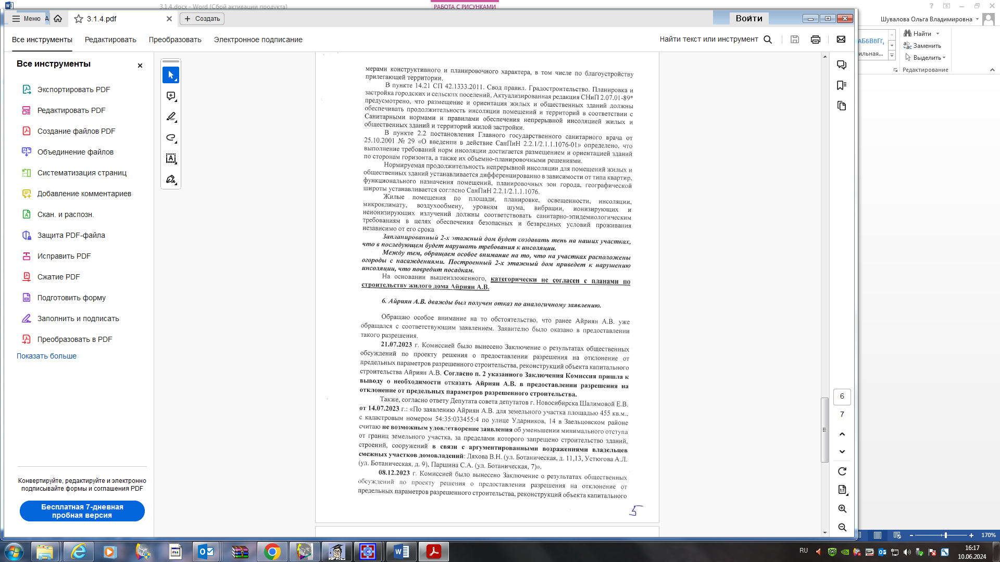 3.1.4.docx - Word (Сбой активации продукта)
РАБОТА С РИСУНКАМИ
Меню
3.1.4.pdf
Создать
Войти
Шувалова Ольга Владимировна
Все инструменты
Редактировать
Преобразовать
Электронное подписание
Найти текст или инструмент
Найти
Заменить
Выделить
Редактирование
Все инструменты
Экспортировать PDF
Редактировать PDF
Создание файлов PDF
Объединение файлов
Систематизация страниц
Добавление комментариев
Скан. и распозн.
Защита PDF-файла
Исправить PDF
Сжатие PDF
Подготовить форму
Заполнить и подписать
Преобразовать в PDF
Показать больше
Конвертируйте, редактируйте и электронно
подписывайте формы и соглашения PDF
Бесплатная 7-дневная
пробная версия
мерами конструктивного и планировочного характера, в том числе по благоустройству
прилегающей территории.
В пункте 14.21 СП 42.1333.2011. Свод правил. Градостроительство. Планировка и
застройка городских и сельских поселений, Актуализированная редакция СНиП 2.07.01-89*
предусмотрено, что размещение и ориентация жилых и общественных зданий должны
обеспечивать продолжительность инсоляции помещений и территорий в соответствии с
Санитарными нормами и правилами обеспечения непрерывной инсоляцией жилых и
общественных зданий и территорий жилой застройки.
В пункте 2.2 постановления Главного государственного санитарного врача от
25.10.2001 № 29 «О введении в действие СанПиН 2.2.1/2.1.1.1076-01» определено, что
выполнение требований норм инсоляции достигается размещением и ориентацией зданий
по сторонам горизонта, а также их объемно-планировочными решениями.
Нормируемая продолжительность непрерывной инсоляции для помещений жилых и
общественных зданий устанавливается дифференцированно в зависимости от типа квартир,
функционального назначения помещений, планировочных зон города, географической
широты устанавливается согласно СанПиН 2.2.1/2.1.1.1076.
Жилые помещения по площади, планировке, освещенности, инсоляции,
микроклимату, воздухообмену, уровням шума, вибрации, ионизирующих и
неионизирующих излучений должны соответствовать санитарно-эпидемиологическим
требованиям в целях обеспечения безопасных и безвредных условий проживания
независимо от его срока
Запланированный 2-х этажный дом будет создавать тень на наших участках,
что в последующем будет нарушать требования к инсоляции.
Между тем, обращаем особое внимание на то, что на участках расположены
огороды с насаждениями. Построенный 2-х этажный дом приведет к нарушению
инсоляции, что повредит посадкам.
На основании вышеизложенного, категорически не согласен с планами по
строительству жилого дома Айриян А.В.
6. Айриян А.В. дважды был получен отказ по аналогичному заявлению.
Обращаю особое внимание на то обстоятельство, что ранее Айриян А.В. уже
обращался с соответствующим заявлением. Заявителю было оказано в предоставлении
такого разрешения.
21.07.2023 г. Комиссией было вынесено Заключение о результатах общественных
обсуждений по проекту решения о предоставлении разрешения на отклонение от
предельных параметров разрешенного строительства, реконструкций объекта капитального
строительства Айриян А.В. Согласно п. 2 указанного Заключения Комиссия пришла к
выводу о необходимости отказать Айриян А.В. в предоставлении разрешения на
отклонение от предельных параметров разрешенного строительства.
Также, согласно ответу Депутата совета депутатов г. Новосибирска Шалимовой Е.В.
от 14.07.2023 г.: «По заявлению Айриян А.В. для земельного участка площадью 455 кв.м.,
с кадастровым номером 54:35:033455:4 по улице Ударников, 14 в Заельцовском районе
считаю не возможным удовлетворение заявления об уменьшении минимального отступа
от границ земельного участка, за пределами которого запрещено строительство зданий,
строений, сооружений в связи с аргументированными возражениями владельцев
смежных участков домовладений: Ляхова В.Н. (ул. Ботаническая, д. 11,13, Устюгова А.Л.
(ул. Ботаническая, д. 9), Паршина С.А. (ул. Ботаническая, 7)».
08.12.2023 г. Комиссией было вынесено Заключение о результатах общественных
обсуждений по проекту решения о предоставлении разрешения на отклонение от
предельных параметров разрешенного строительства, реконструкций объекта капитального
5
6
7
170%
RU
16:17
10.06.2024